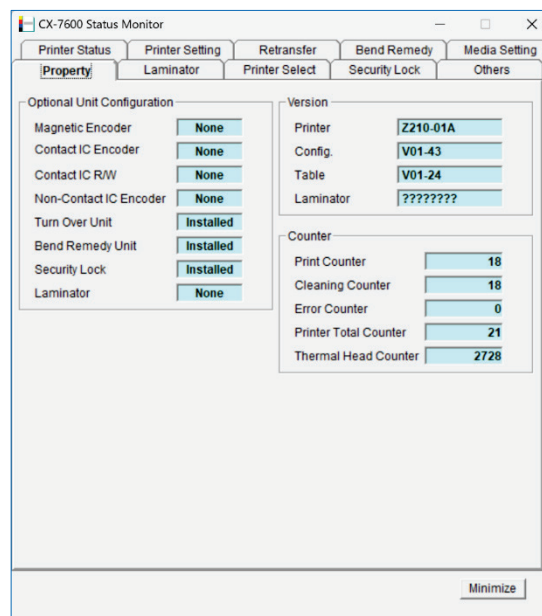 CX-7600 Status Monitor
Printer Status Printer Setting Retransfer Bend Remedy Media Setting
Property Laminator Printer Select Security Lock Others
Optional Unit Configuration
Magnetic Encoder None
Contact IC Encoder None
Contact IC R/W None
Non-Contact IC Encoder None
Turn Over Unit Installed
Bend Remedy Unit Installed
Security Lock Installed
Laminator None
Version
Printer Z210-01A
Config. V01-43
Table V01-24
Laminator ????????
Counter
Print Counter 18
Cleaning Counter 18
Error Counter 0
Printer Total Counter 21
Thermal Head Counter 2728
Minimize